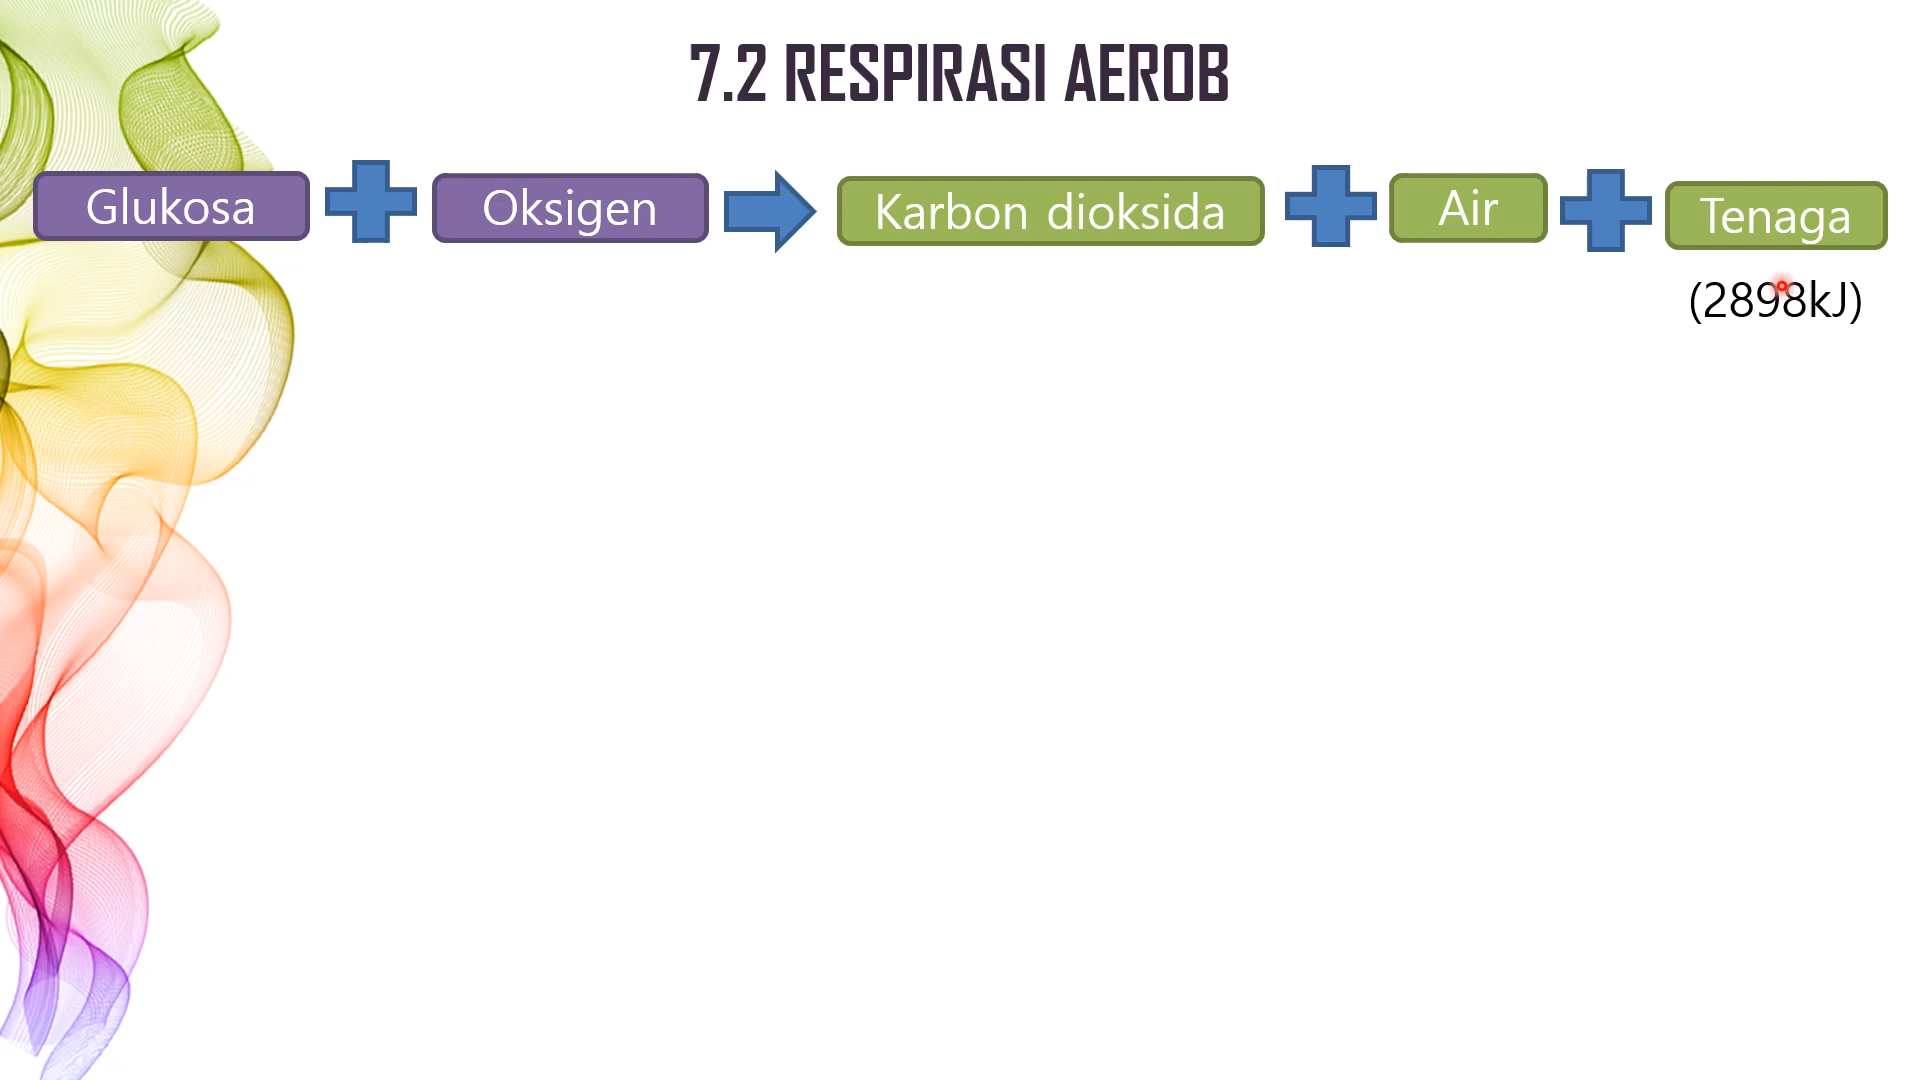 7.2 RESPIRASI AEROB
Glukosa Oksigen Karbon dioksida Air Tenaga
(2898kJ)